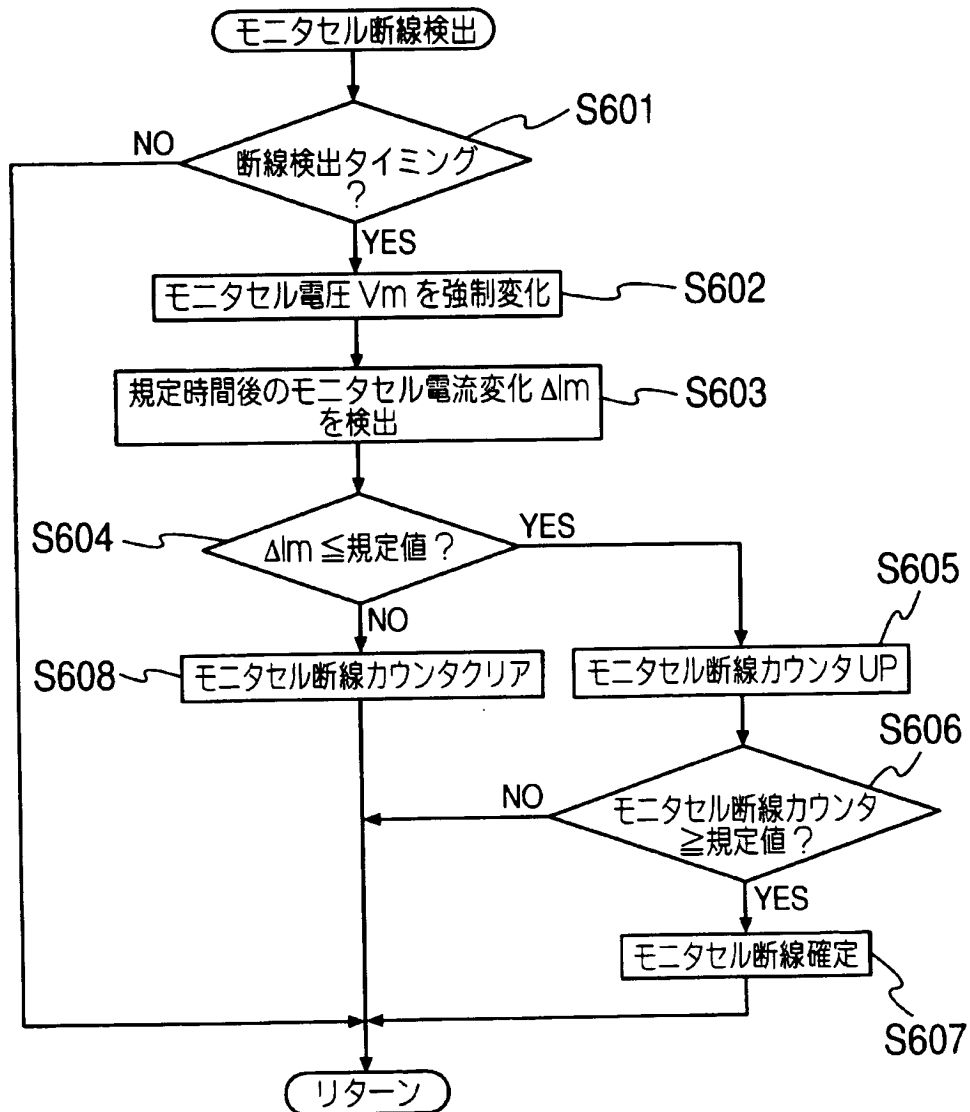 モニタセル断線検出
S601
NO
断線検出タイミング
?
YES
モニタセル電圧 Vm を強制変化
S602
規定時間後のモニタセル電流変化 ΔIm
を検出
S603
S604
ΔIm ≦規定値?
YES
NO
S605
S608
モニタセル断線カウンタクリア
モニタセル断線カウンタ UP
S606
NO
モニタセル断線カウンタ
≧規定値?
YES
モニタセル断線確定
S607
リターン